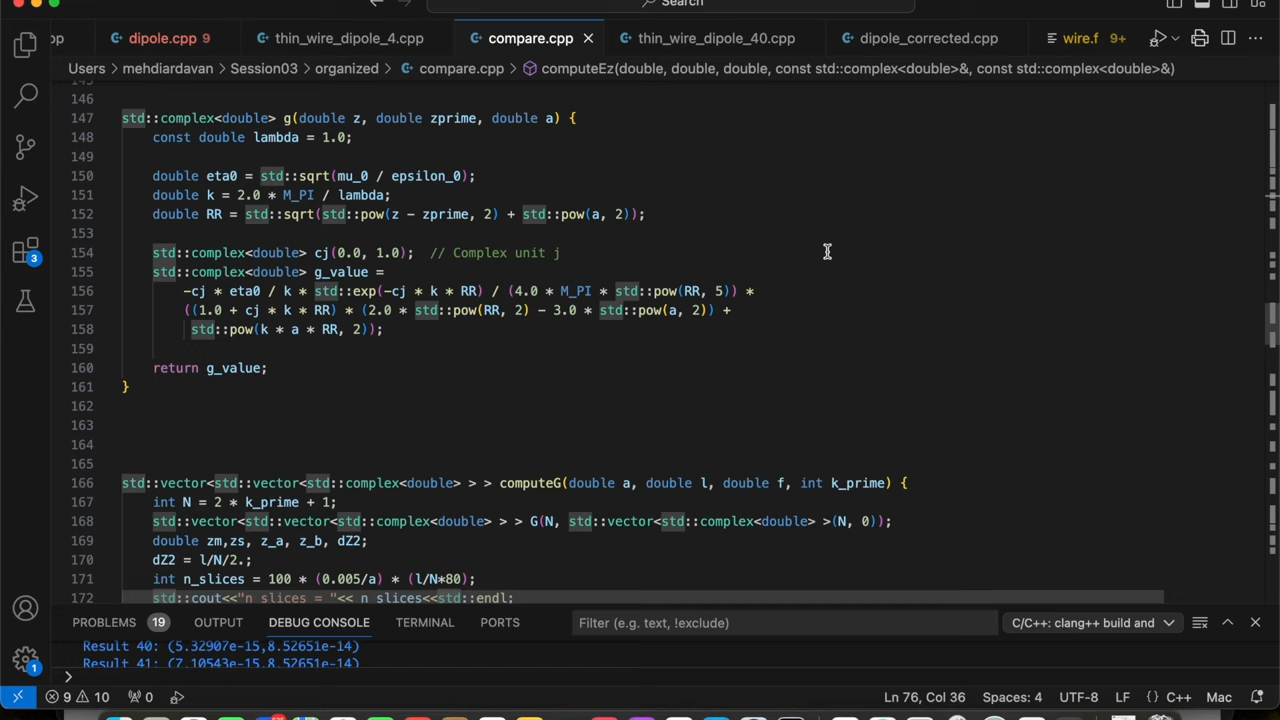 Search
pp
dipole.cpp 9
thin_wire_dipole_4.cpp
compare.cpp
thin_wire_dipole_40.cpp
dipole_corrected.cpp
wire.f 9+
Users > mehdiardavan > Session03 > organized > compare.cpp > computeEz(double, double, double, const std::complex<double>&, const std::complex<double>&)
146
147 std::complex<double> g(double z, double zprime, double a) {
148 const double lambda = 1.0;
149
150 double eta0 = std::sqrt(mu_0 / epsilon_0);
151 double k = 2.0 * M_PI / lambda;
152 double RR = std::sqrt(std::pow(z - zprime, 2) + std::pow(a, 2));
153
154 std::complex<double> cj(0.0, 1.0); // Complex unit j
155 std::complex<double> g_value =
156 -cj * eta0 / k * std::exp(-cj * k * RR) / (4.0 * M_PI * std::pow(RR, 5)) *
157 ((1.0 + cj * k * RR) * (2.0 * std::pow(RR, 2) - 3.0 * std::pow(a, 2)) +
158 std::pow(k * a * RR, 2));
159
160 return g_value;
161 }
162
163
164
165
166 std::vector<std::vector<std::complex<double> > > computeG(double a, double l, double f, int k_prime) {
167 int N = 2 * k_prime + 1;
168 std::vector<std::vector<std::complex<double> > > G(N, std::vector<std::complex<double> >(N, 0));
169 double zm,zs, z_a, z_b, dZ2;
170 dZ2 = l/N/2.;
171 int n_slices = 100 * (0.005/a) * (l/N*80);
172 std::cout<<"n slices = "<< n slices<<std::endl;
3
PROBLEMS 19 OUTPUT DEBUG CONSOLE TERMINAL PORTS
Filter (e.g. text, !exclude)
C/C++: clang++ build and
Result 40: (5.32907e-15,8.52651e-14)
Result 41: (7.10543e-15,8.52651e-14)
>
1
9 10 0
Ln 76, Col 36 Spaces: 4 UTF-8 LF {} C++ Mac